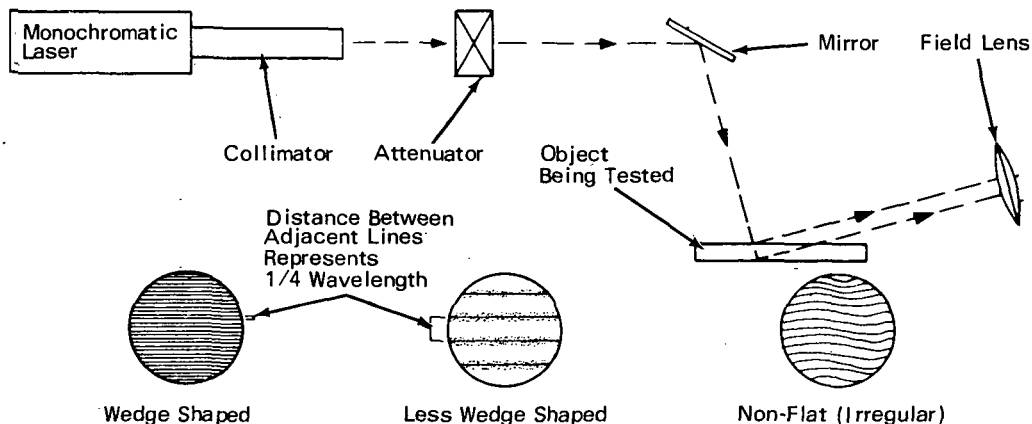 Monochromatic
Laser
Mirror
Field Lens
Collimator
Attenuator
Object
Being Tested
Distance Between
Adjacent Lines
Represents
1/4 Wavelength
Wedge Shaped
Less Wedge Shaped
Non-Flat (Irregular)